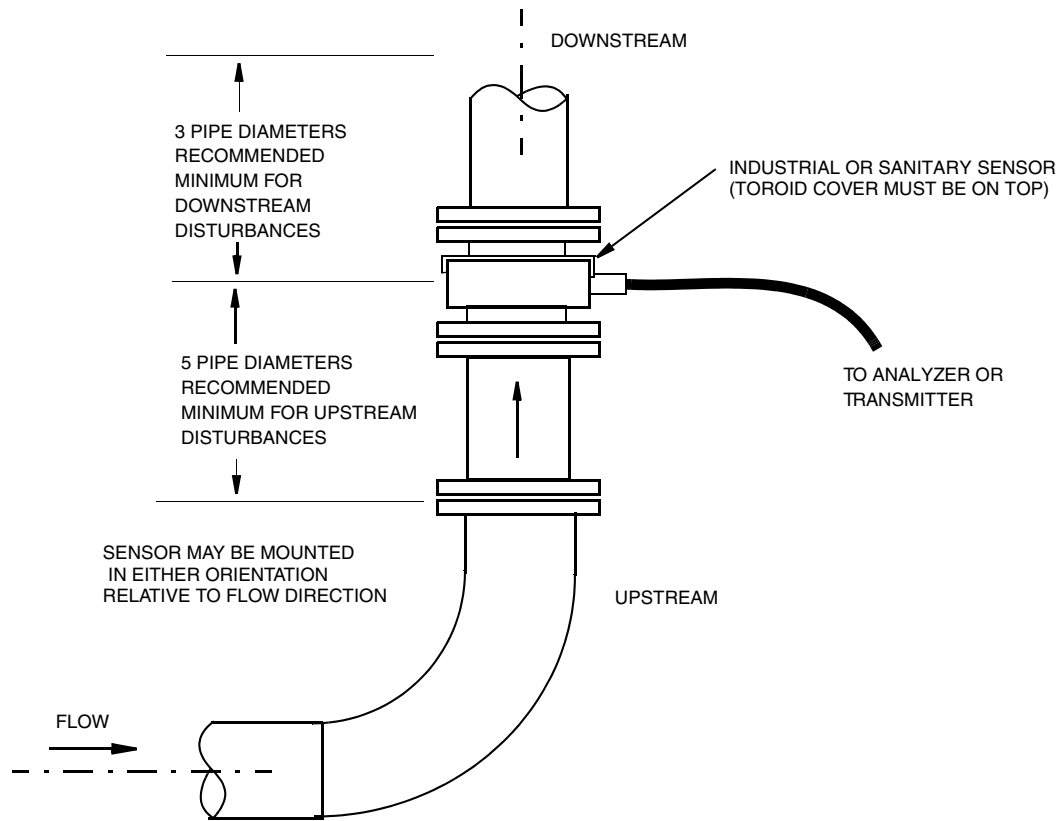 DOWNSTREAM
3 PIPE DIAMETERS
RECOMMENDED
MINIMUM FOR
DOWNSTREAM
DISTURBANCES
INDUSTRIAL OR SANITARY SENSOR
(TOROID COVER MUST BE ON TOP)
5 PIPE DIAMETERS
RECOMMENDED
MINIMUM FOR UPSTREAM
DISTURBANCES
TO ANALYZER OR
TRANSMITTER
SENSOR MAY BE MOUNTED
IN EITHER ORIENTATION
RELATIVE TO FLOW DIRECTION
UPSTREAM
FLOW